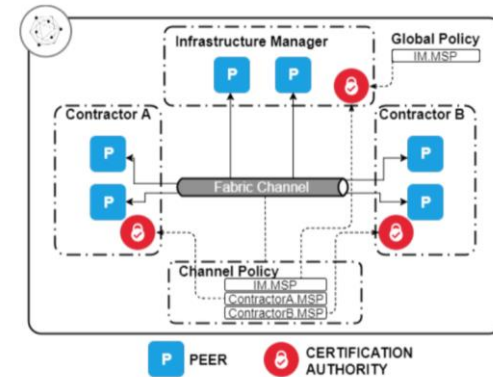 Infrastructure Manager
Global Policy
IM.MSP
P
P
Contractor A
Contractor B
P
P
P
P
Fabric Channel
Channel Policy
IM.MSP
ContractorA.MSP
ContractorB.MSP
P PEER
CERTIFICATION
AUTHORITY